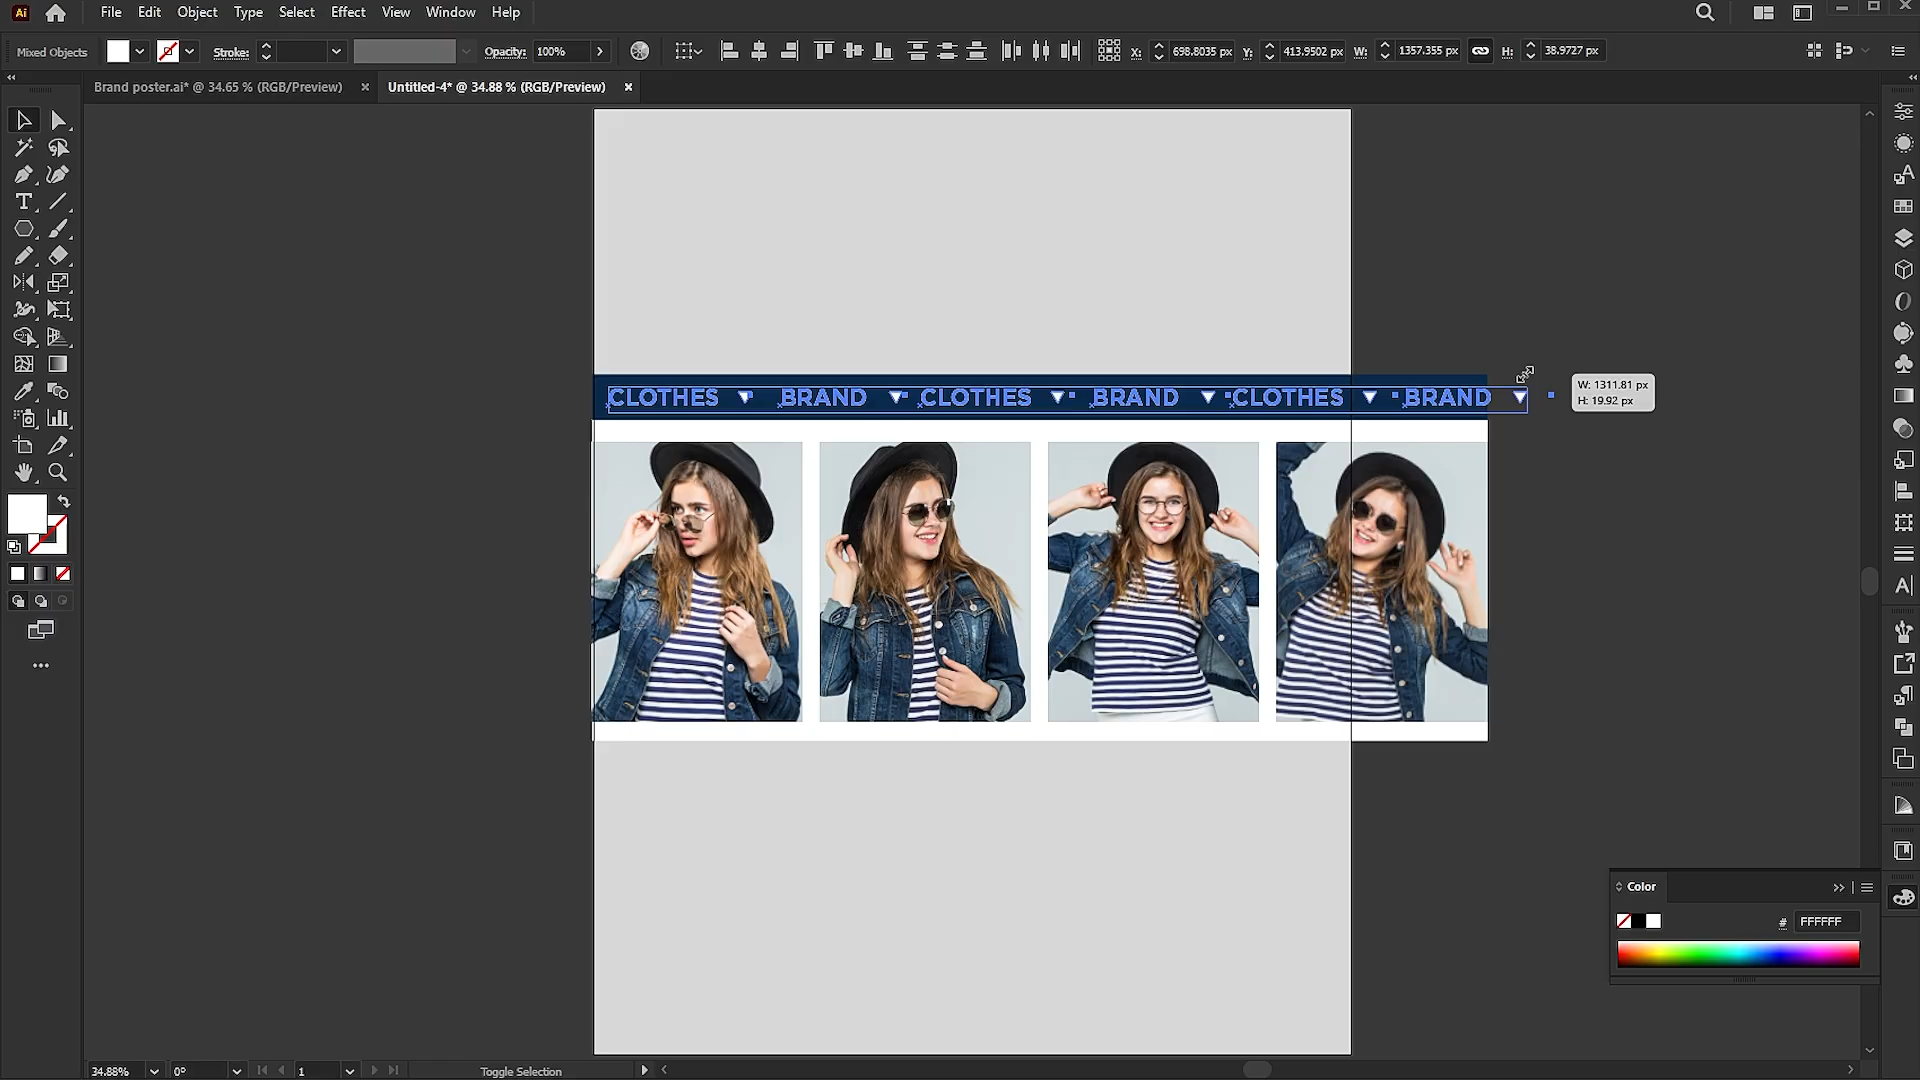 Ai File Edit Object Type Select Effect View Window Help
Mixed Objects Stroke: Opacity: 100% X: 698.8035 px Y: 413.9502 px W: 1357.355 px H: 38.9727 px
Brand poster.ai* @ 34.65 % (RGB/Preview) × Untitled-4* @ 34.88 % (RGB/Preview) ×
CLOTHES BRAND CLOTHES BRAND CLOTHES BRAND
W: 1311.81 px
H: 19.92 px
Color
# FFFFFF
34.88% 0° 1 Toggle Selection